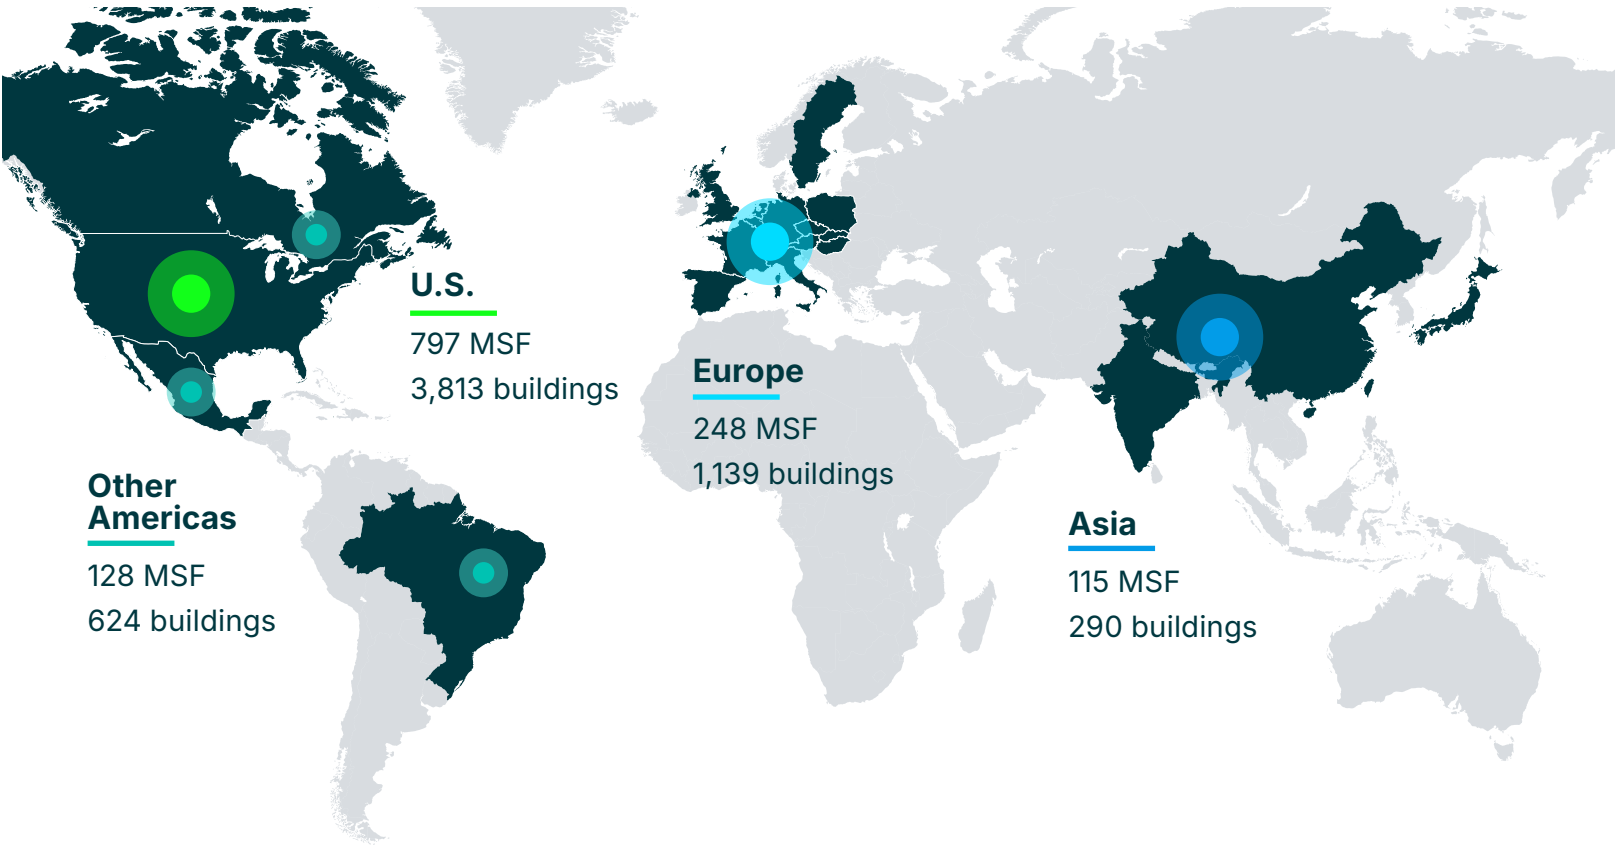 U.S.
797 MSF
3,813 buildings
Europe
248 MSF
1,139 buildings
Other
Americas
128 MSF
624 buildings
Asia
115 MSF
290 buildings